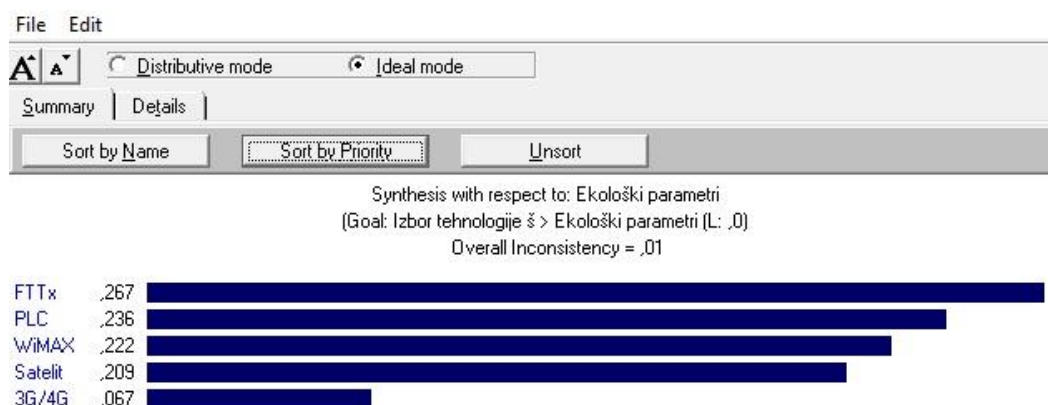 File Edit
A A Distributive mode Ideal mode
Summary Details
Sort by Name Sort by Priority Unsort
Synthesis with respect to: Ekološki parametri
(Goal: Izbor tehnologije š > Ekološki parametri (L: ,0)
Overall Inconsistency = ,01
FTTx ,267
PLC ,236
WiMAX ,222
Satelit ,209
3G/4G ,067